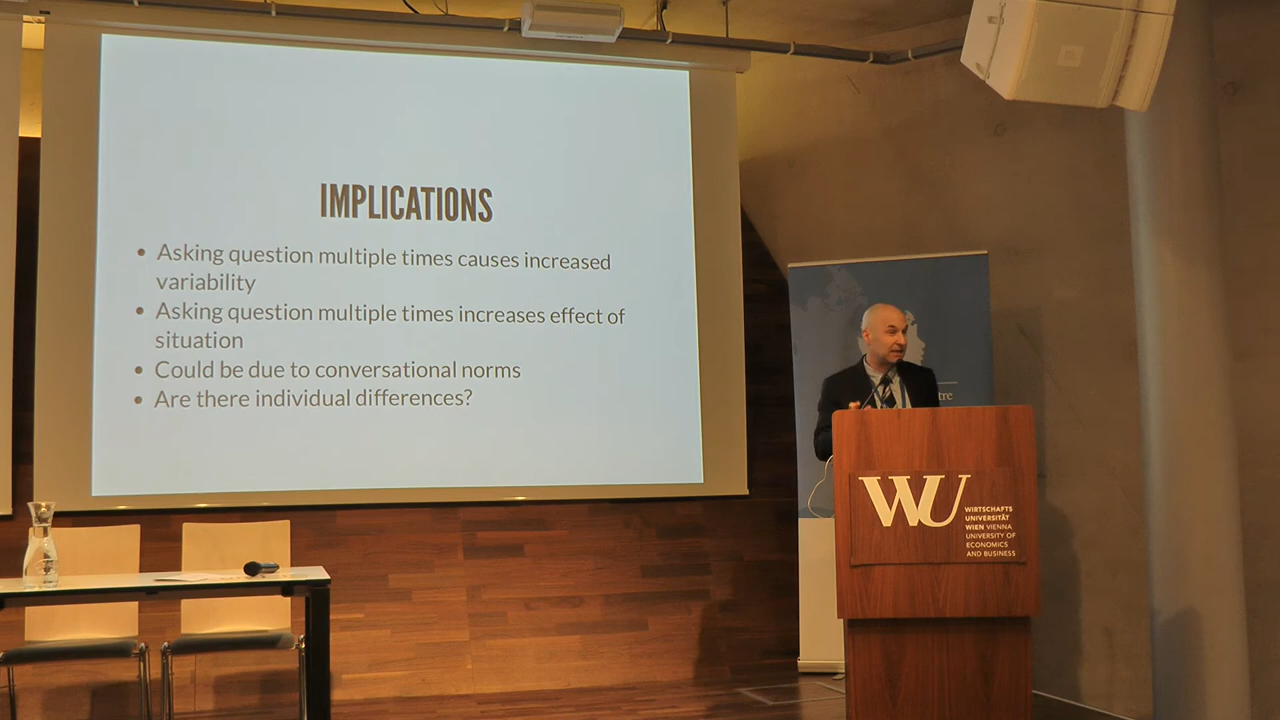 IMPLICATIONS
• Asking question multiple times causes increased
variability
• Asking question multiple times increases effect of
situation
• Could be due to conversational norms
• Are there individual differences?
tre
WU
WIRTSCHAFTS
UNIVERSITÄT
WIEN VIENNA
UNIVERSITY OF
ECONOMICS
AND BUSINESS